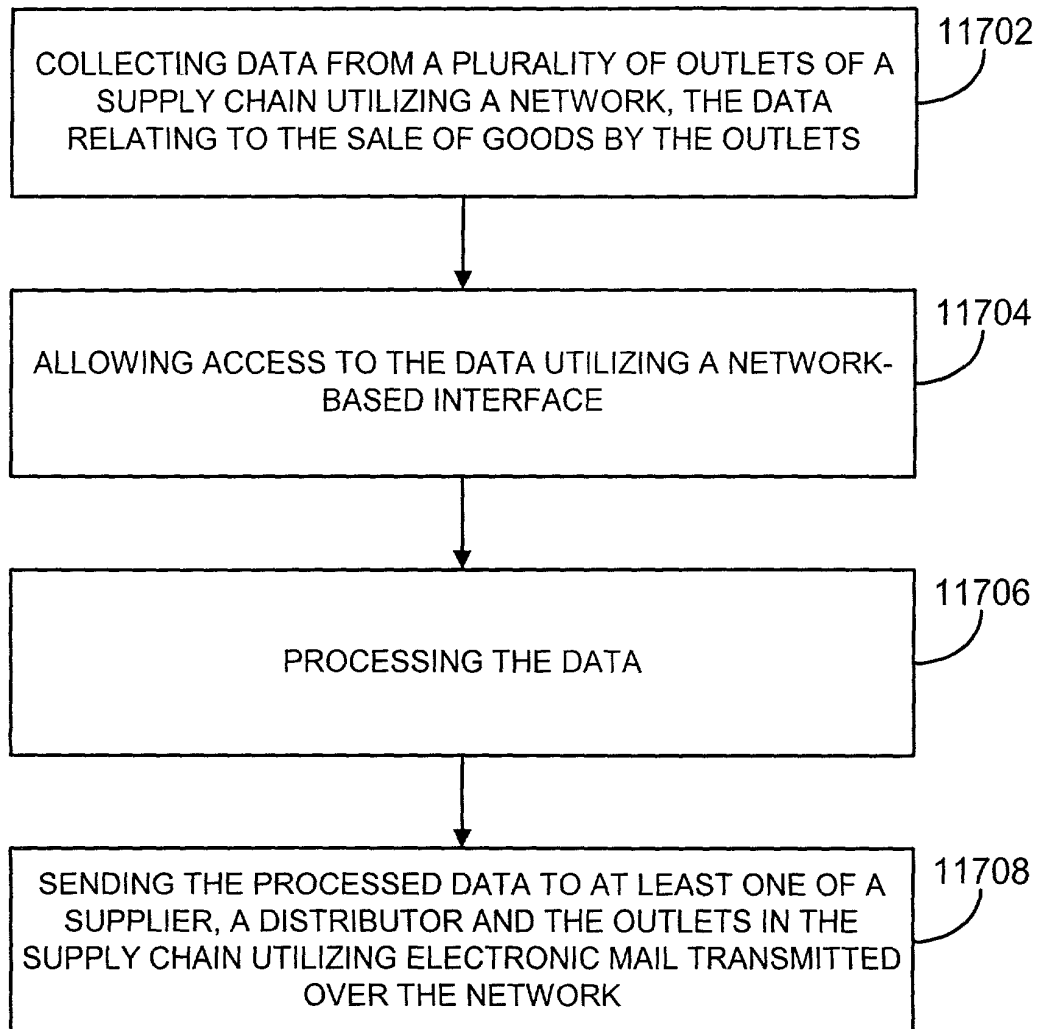 11702
COLLECTING DATA FROM A PLURALITY OF OUTLETS OF A
SUPPLY CHAIN UTILIZING A NETWORK, THE DATA
RELATING TO THE SALE OF GOODS BY THE OUTLETS
11704
ALLOWING ACCESS TO THE DATA UTILIZING A NETWORK-
BASED INTERFACE
11706
PROCESSING THE DATA
11708
SENDING THE PROCESSED DATA TO AT LEAST ONE OF A
SUPPLIER, A DISTRIBUTOR AND THE OUTLETS IN THE
SUPPLY CHAIN UTILIZING ELECTRONIC MAIL TRANSMITTED
OVER THE NETWORK